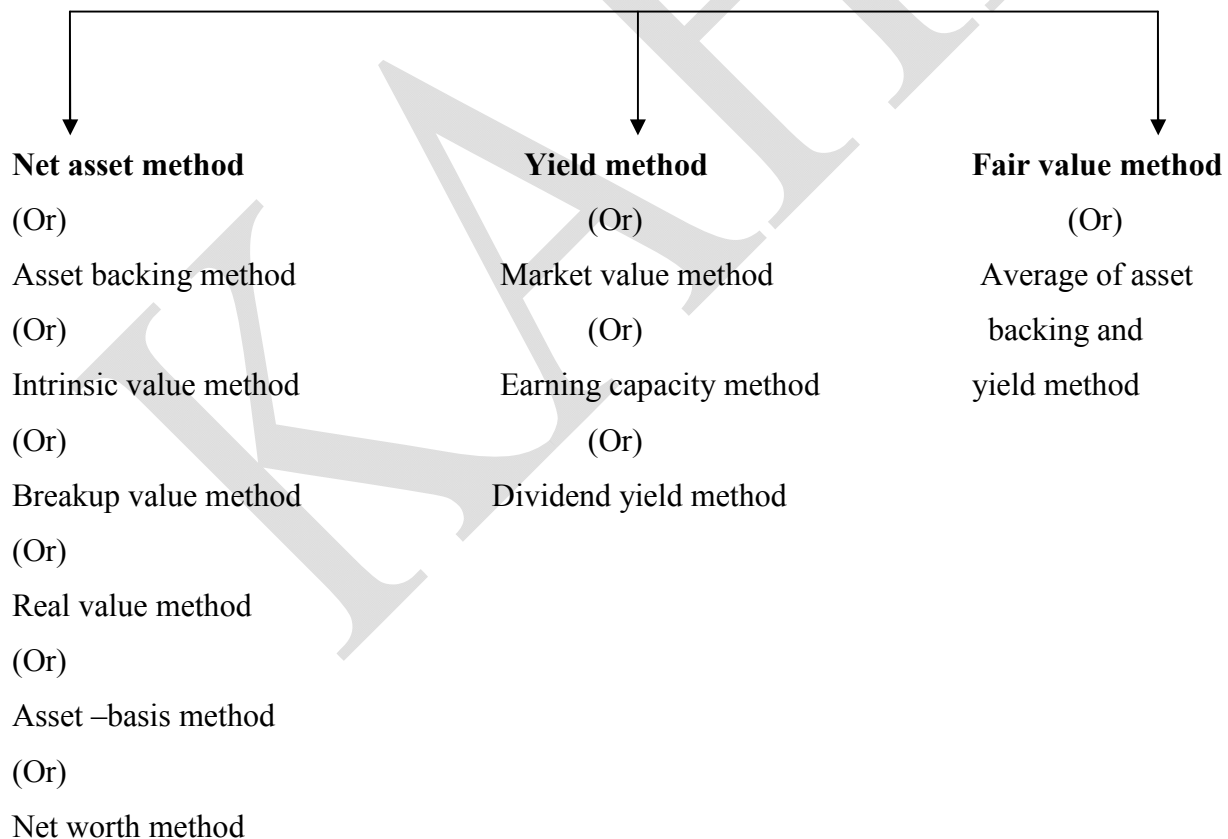 Net asset method
(Or)
Asset backing method
(Or)
Intrinsic value method
(Or)
Breakup value method
(Or)
Real value method
(Or)
Asset –basis method
(Or)
Net worth method
Yield method
(Or)
Market value method
(Or)
Earning capacity method
(Or)
Dividend yield method
Fair value method
(Or)
Average of asset
backing and
yield method